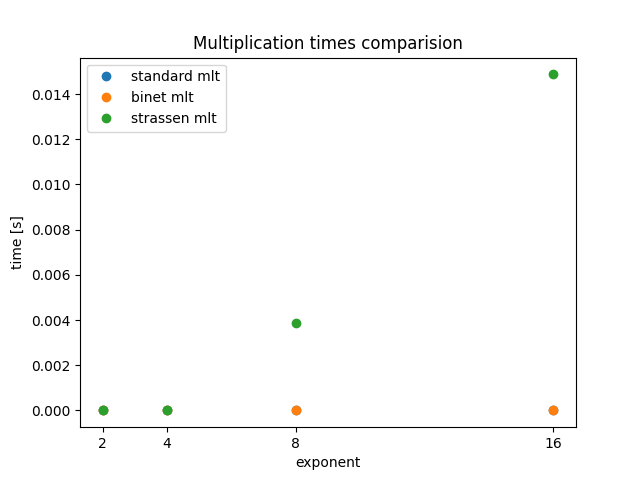 Multiplication times comparision
standard mlt
binet mlt
strassen mlt
time [s]
0.014
0.012
0.010
0.008
0.006
0.004
0.002
0.000
2 4 8 16
exponent